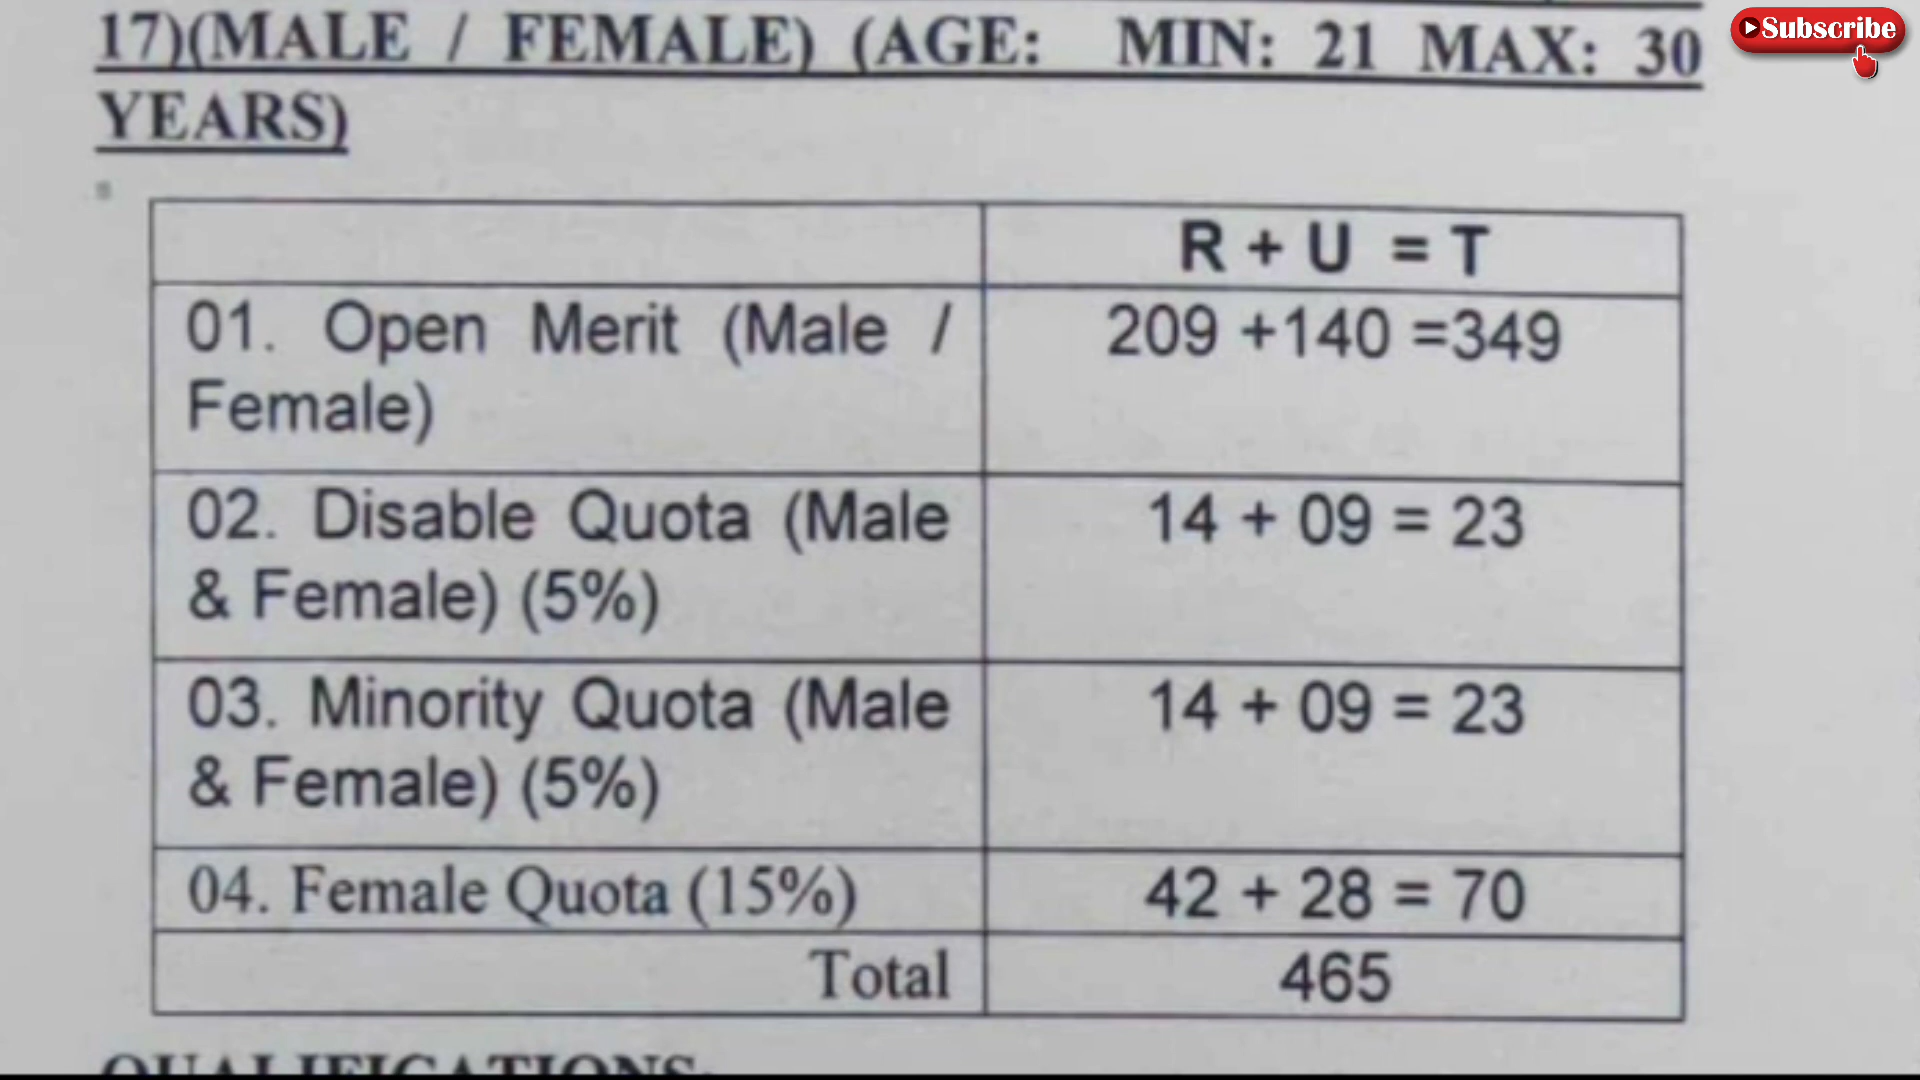 Subscribe
17)(MALE / FEMALE) (AGE: MIN: 21 MAX: 30
YEARS)
R + U = T
01. Open Merit (Male /
Female)
209 +140 =349
02. Disable Quota (Male
& Female) (5%)
14 + 09 = 23
03. Minority Quota (Male
& Female) (5%)
14 + 09 = 23
04. Female Quota (15%)
42 + 28 = 70
Total
465
QUALIFICATIONS: